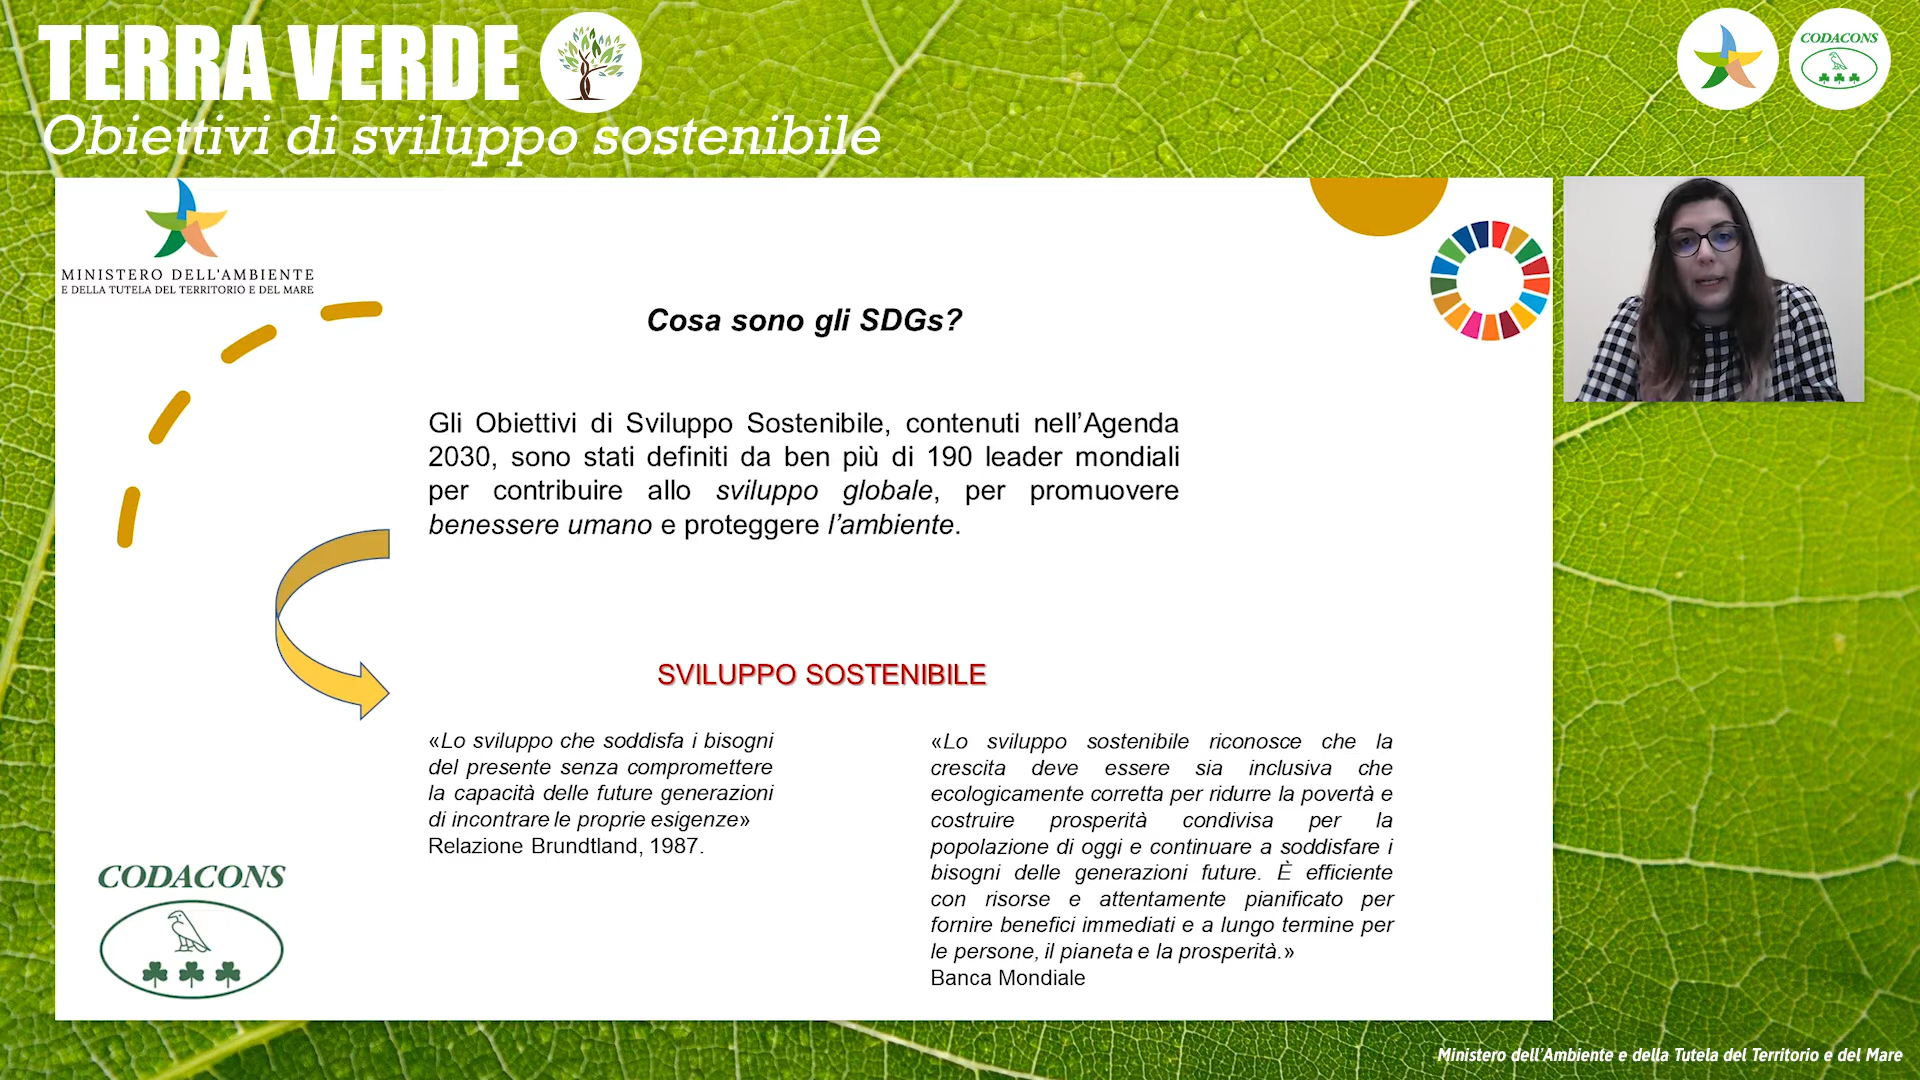 TERRA VERDE
Obiettivi di sviluppo sostenibile
CODACONS
MINISTERO DELL'AMBIENTE
E DELLA TUTELA DEL TERRITORIO E DEL MARE
Cosa sono gli SDGs?
Gli Obiettivi di Sviluppo Sostenibile, contenuti nell’Agenda
2030, sono stati definiti da ben più di 190 leader mondiali
per contribuire allo sviluppo globale, per promuovere
benessere umano e proteggere l’ambiente.
SVILUPPO SOSTENIBILE
«Lo sviluppo che soddisfa i bisogni
del presente senza compromettere
la capacità delle future generazioni
di incontrare le proprie esigenze»
Relazione Brundtland, 1987.
«Lo sviluppo sostenibile riconosce che la
crescita deve essere sia inclusiva che
ecologicamente corretta per ridurre la povertà e
costruire prosperità condivisa per la
popolazione di oggi e continuare a soddisfare i
bisogni delle generazioni future. È efficiente
con risorse e attentamente pianificato per
fornire benefici immediati e a lungo termine per
le persone, il pianeta e la prosperità.»
Banca Mondiale
CODACONS
Ministero dell'Ambiente e della Tutela del Territorio e del Mare